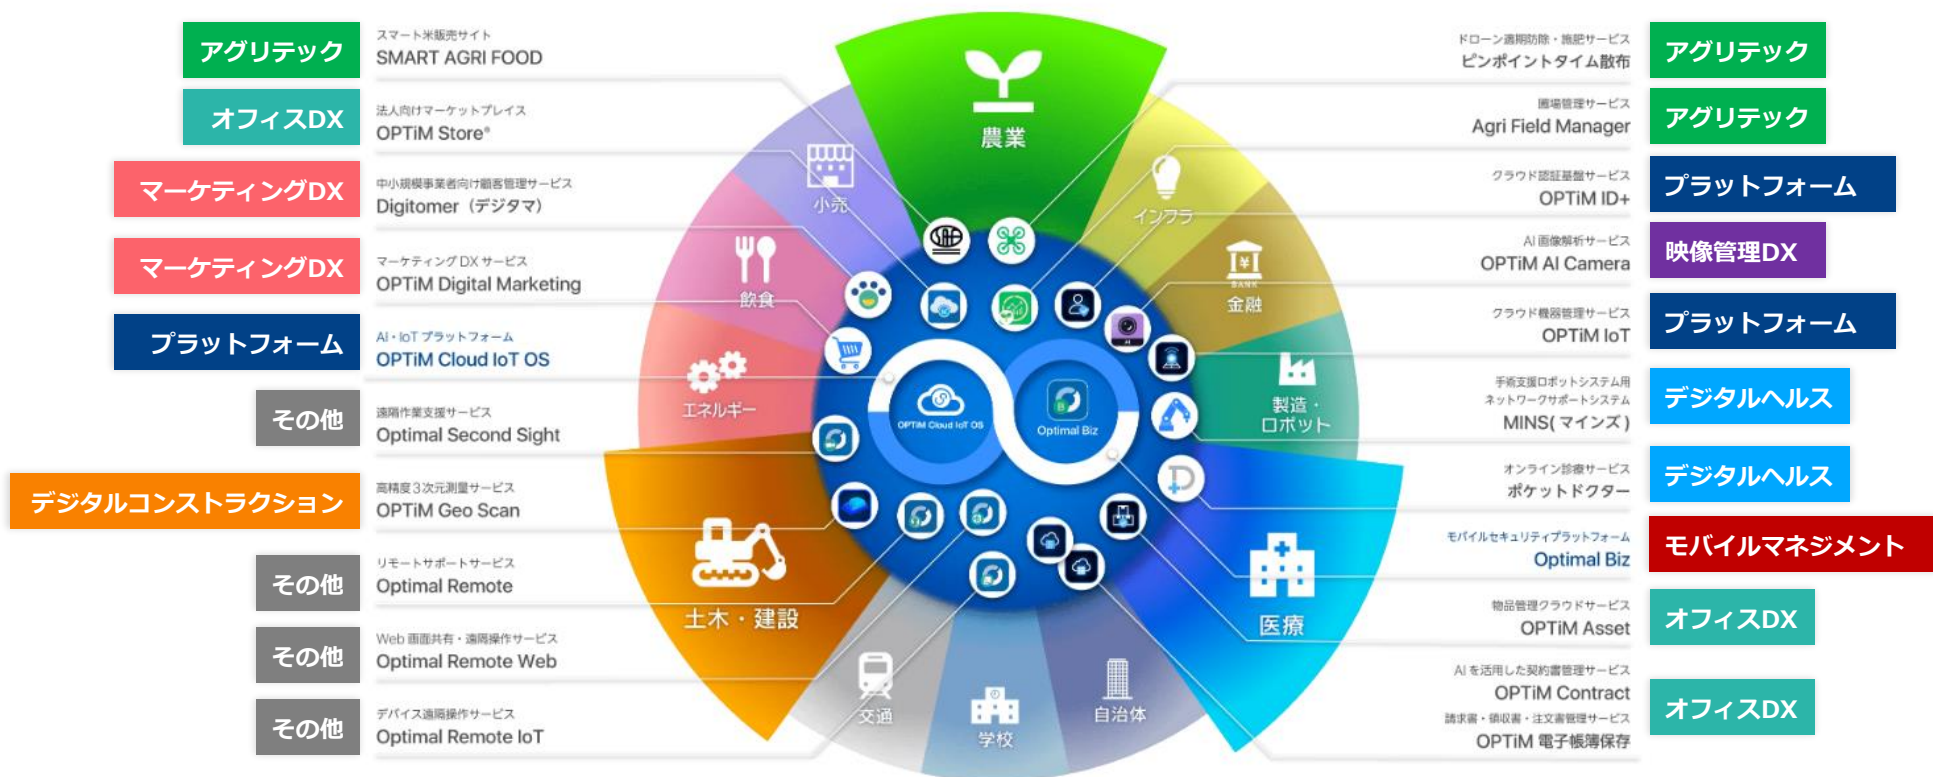 アグリテック
スマート米販売サイト
SMART AGRI FOOD
オフィスDX
法人向けマーケットプレイス
OPTiM Store®
マーケティングDX
中小規模事業者向け顧客管理サービス
Digitomer（デジタマ）
マーケティングDX
マーケティング DX サービス
OPTiM Digital Marketing
プラットフォーム
AI・IoT プラットフォーム
OPTiM Cloud IoT OS
その他
遠隔作業支援サービス
Optimal Second Sight
デジタルコンストラクション
高精度３次元測量サービス
OPTiM Geo Scan
その他
リモートサポートサービス
Optimal Remote
その他
Web 画面共有・遠隔操作サービス
Optimal Remote Web
その他
デバイス遠隔操作サービス
Optimal Remote IoT
農業
小売
飲食
エネルギー
土木・建設
交通
学校
自治体
医療
製造・
ロボット
BANK
金融
インフラ
OPTiM Cloud IoT OS
Optimal Biz
ドローン適期防除・施肥サービス
ピンポイントタイム散布
アグリテック
圃場管理サービス
Agri Field Manager
アグリテック
クラウド認証基盤サービス
OPTiM ID+
プラットフォーム
AI 画像解析サービス
OPTiM AI Camera
映像管理DX
クラウド機器管理サービス
OPTiM IoT
プラットフォーム
手術支援ロボットシステム用
ネットワークサポートシステム
MINS( マインズ )
デジタルヘルス
オンライン診療サービス
ポケットドクター
デジタルヘルス
モバイルセキュリティプラットフォーム
Optimal Biz
モバイルマネジメント
物品管理クラウドサービス
OPTiM Asset
オフィスDX
AI を活用した契約書管理サービス
OPTiM Contract
請求書・領収書・注文書管理サービス
OPTiM 電子帳簿保存
オフィスDX